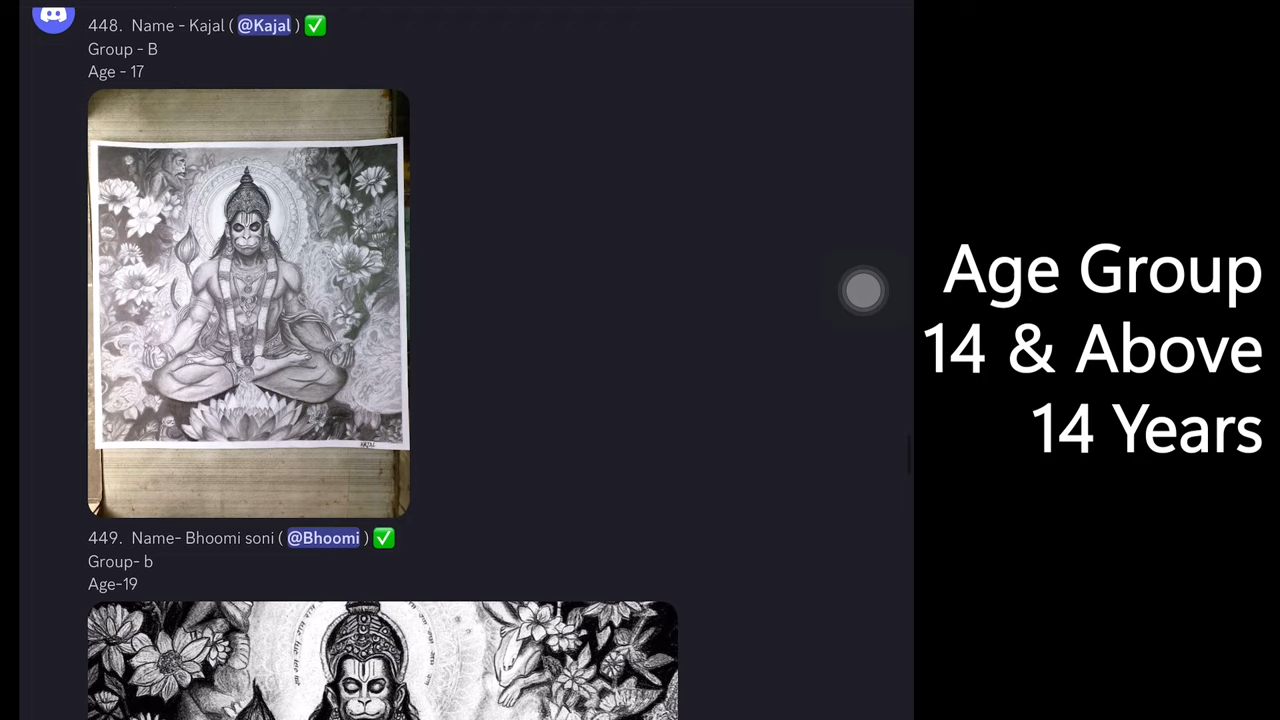 448. Name - Kajal ( @Kajal ) ✅
Group - B
Age - 17
KAJAL
449. Name- Bhoomi soni ( @Bhoomi ) ✅
Group- b
Age-19
Age Group
14 & Above
14 Years